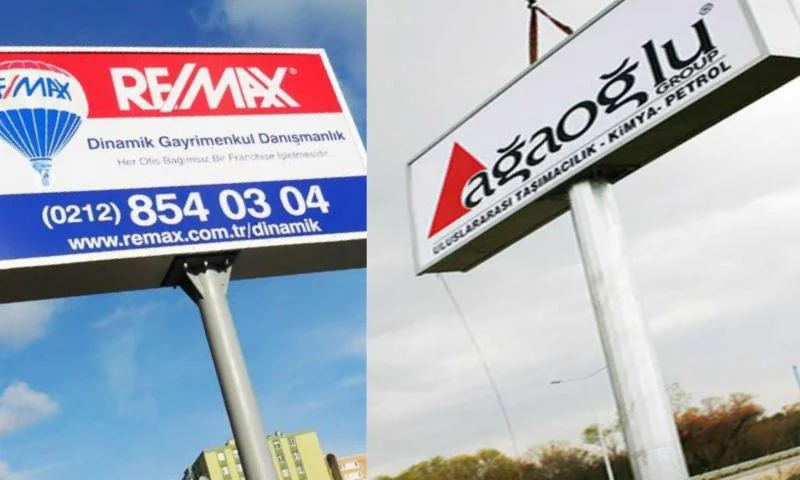 RE/MAX
RE/MAX®
Dinamik Gayrimenkul Danışmanlık
Her Ofis Bağımsız Bir Franchise İşletmesidir.
(0212) 854 03 04
www.remax.com.tr/dinamik
ağaoğlu®
GROUP
ULUSLARARASI TAŞIMACILIK - KİMYA - PETROL